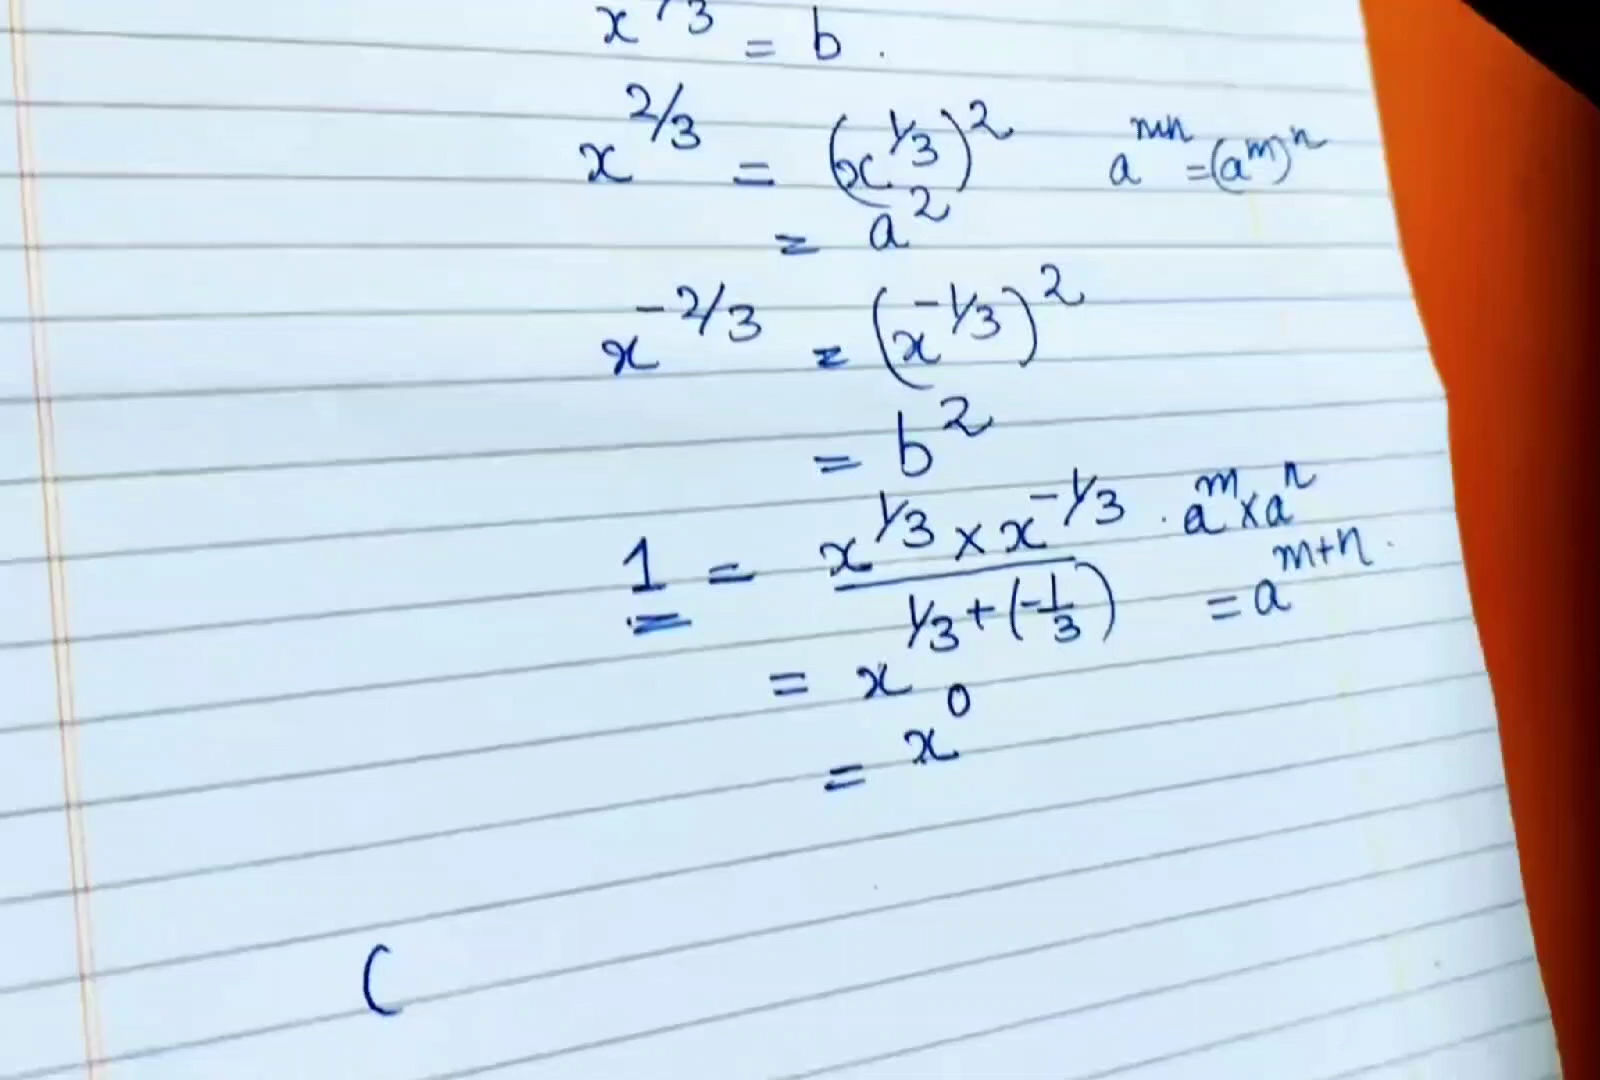 x^1/3 = b .
x^2/3 = (x^1/3)^2 a^mn = (a^m)^n
= a^2
x^-2/3 = (x^-1/3)^2
= b^2
1 = x^1/3 × x^-1/3 . a^m × a^n
= x^1/3+(-1/3) = a^m+n .
= x^0
(